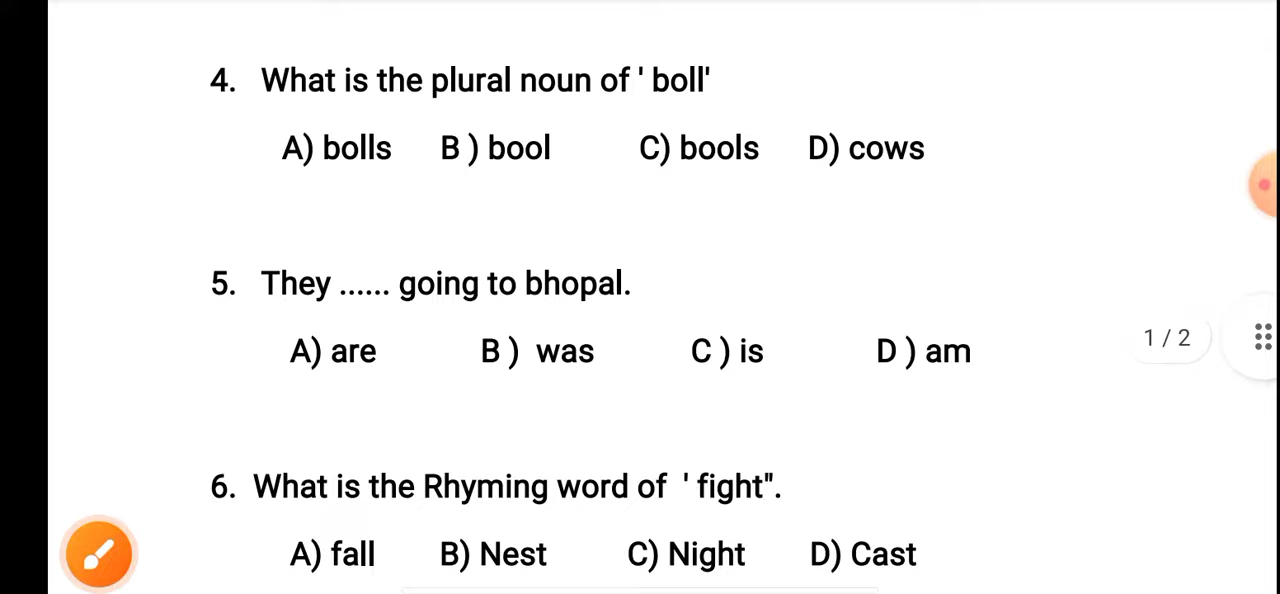 4. What is the plural noun of ' boll'
A) bolls B ) bool C) bools D) cows
5. They ...... going to bhopal.
A) are B ) was C ) is D ) am
1 / 2
6. What is the Rhyming word of ' fight".
A) fall B) Nest C) Night D) Cast